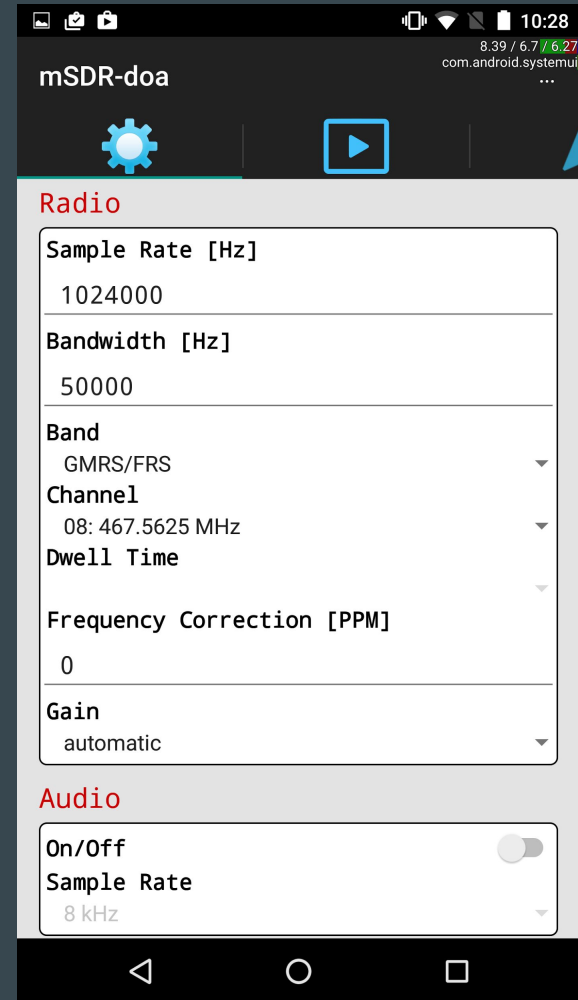 10:28
8.39 / 6.7 / 6.27
com.android.systemui
mSDR-doa
...
Radio
Sample Rate [Hz]
1024000
Bandwidth [Hz]
50000
Band
GMRS/FRS
Channel
08: 467.5625 MHz
Dwell Time
Frequency Correction [PPM]
0
Gain
automatic
Audio
On/Off
Sample Rate
8 kHz